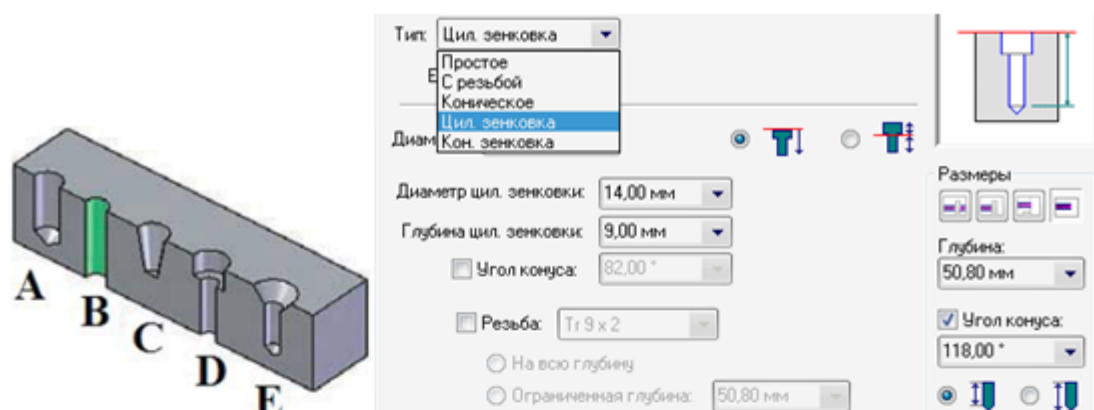 A
B
C
D
E
Тип: Цил. зенковка
Простое
С резьбой
Коническое
Цил. зенковка
Кон. зенковка
Диам
Диаметр цил. зенковки: 14,00 мм
Глубина цил. зенковки: 9,00 мм
Угол конуса: 82,00 °
Резьба: Tr 9 x 2
На всю глубину
Ограниченная глубина: 50,80 мм
Размеры
Глубина:
50,80 мм
Угол конуса:
118,00 °